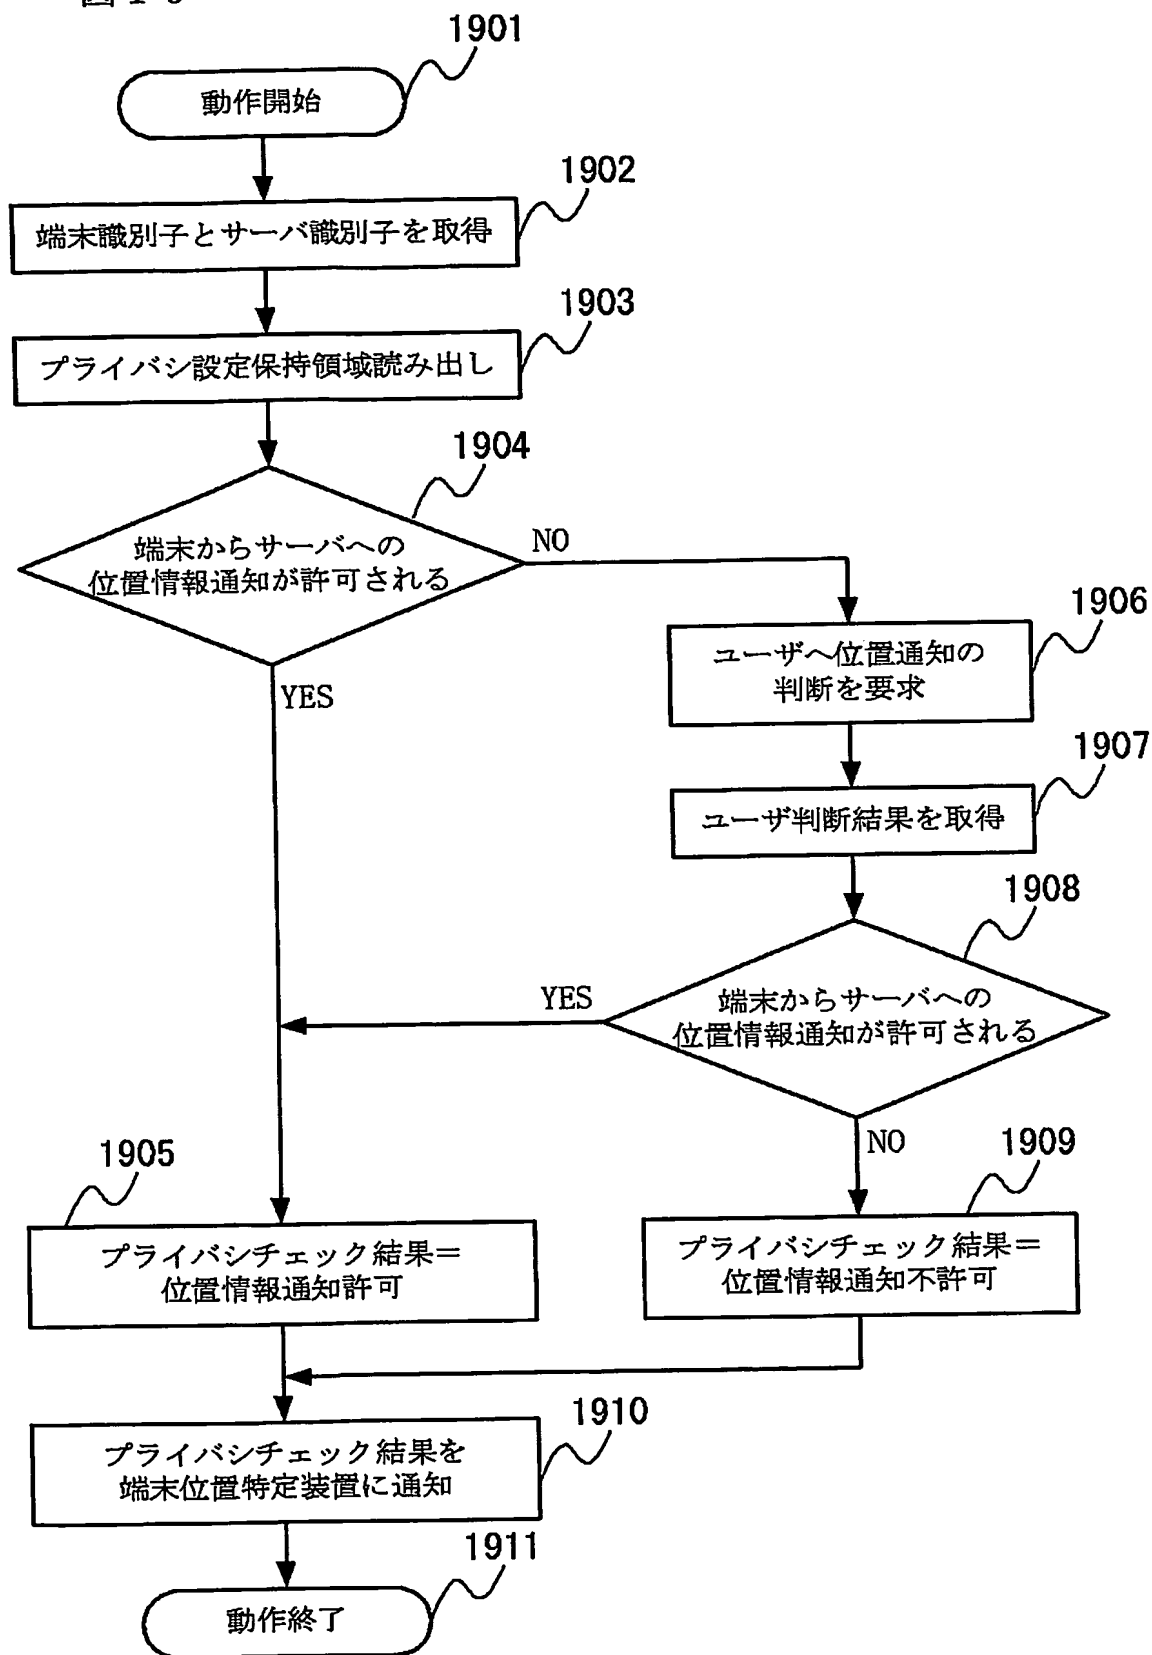 1901
動作開始
1902
端末識別子とサーバ識別子を取得
1903
プライバシ設定保持領域読み出し
1904
端末からサーバへの
位置情報通知が許可される
NO
YES
1906
ユーザへ位置通知の
判断を要求
1907
ユーザ判断結果を取得
1908
端末からサーバへの
位置情報通知が許可される
YES
NO
1905
プライバシチェック結果＝
位置情報通知許可
1909
プライバシチェック結果＝
位置情報通知不許可
1910
プライバシチェック結果を
端末位置特定装置に通知
1911
動作終了